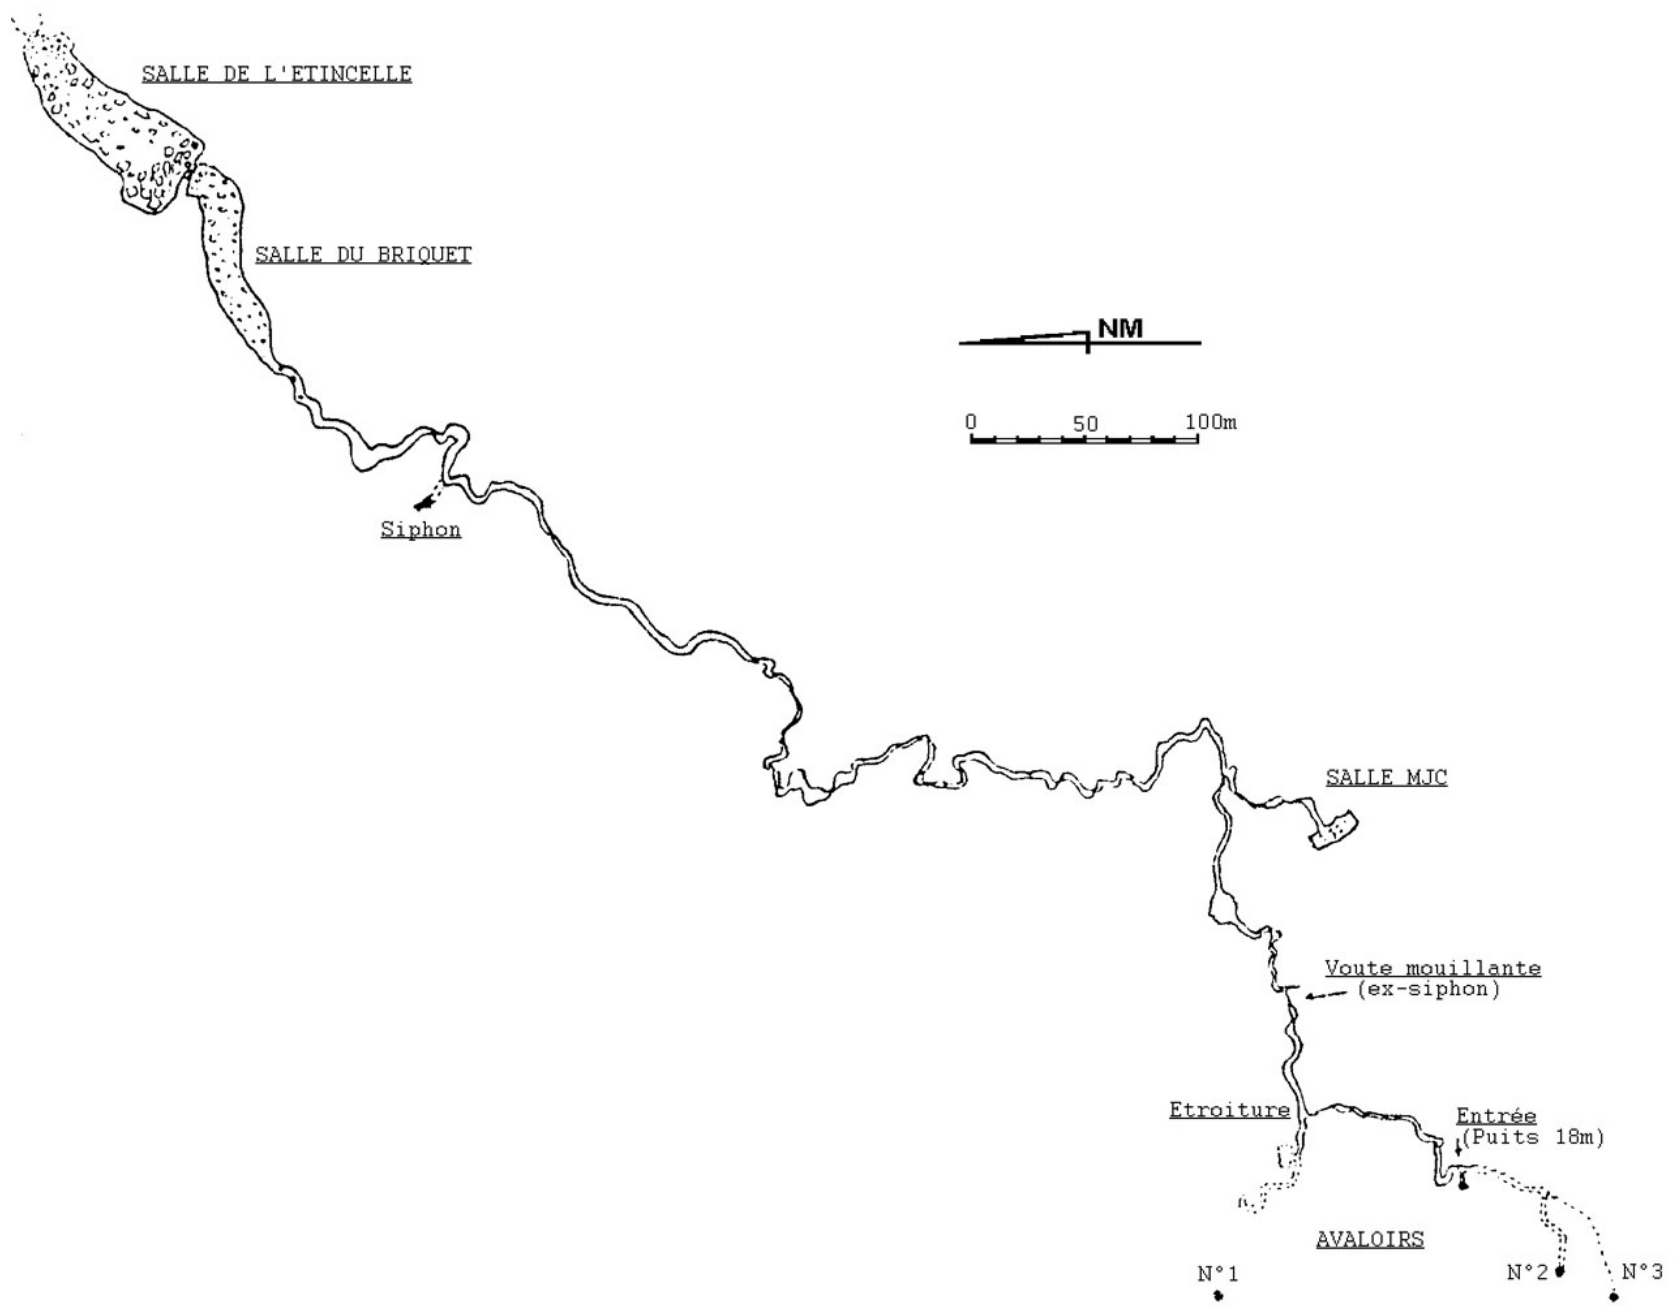 SALLE DE L'ETINCELLE
SALLE DU BRIQUET
NM
0 50 100m
Siphon
SALLE MJC
Voute mouillante
(ex-siphon)
Etroiture
Entrée
(Puits 18m)
AVALOIRS
N°1
N°2
N°3